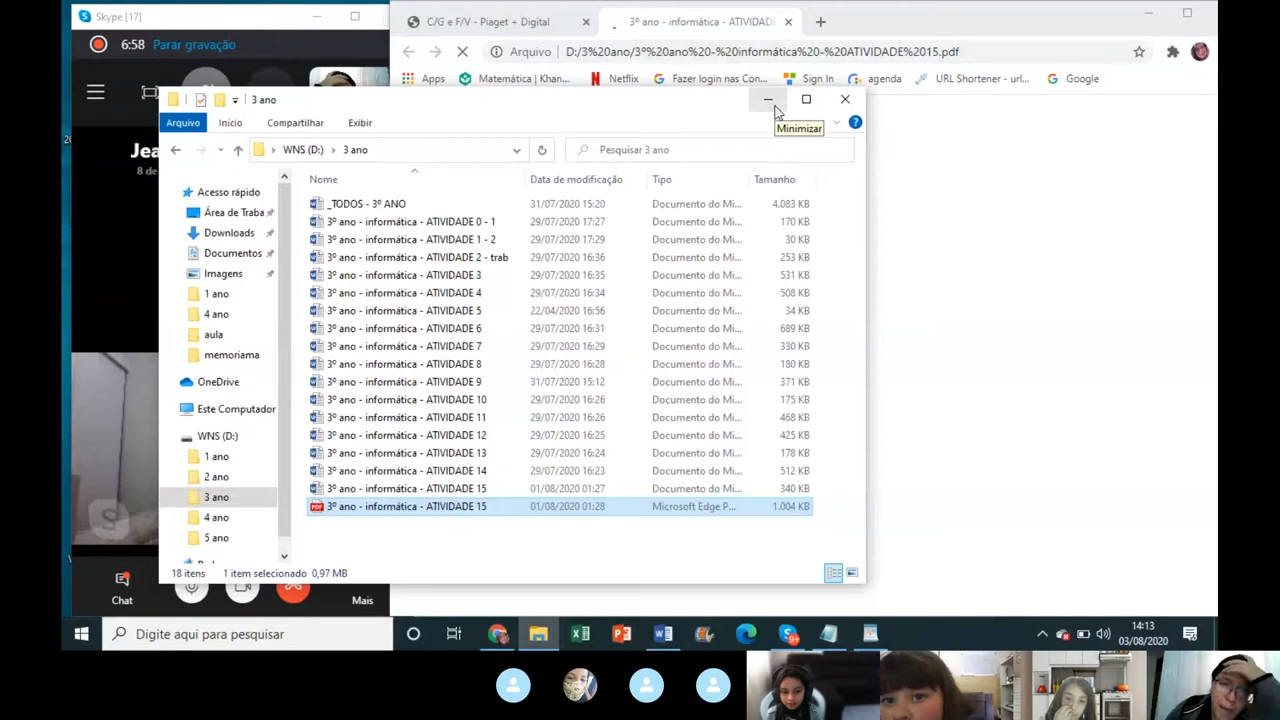 Skype [17]
6:58 Parar gravação
Jea
8 de
C/G e F/V - Piaget + Digital
3º ano - informática - ATIVIDADE
Arquivo D:/3%20ano/3º%20ano%20-%20informática%20-%20ATIVIDADE%2015.pdf
Apps
Matemática | Khan...
Netflix
Fazer login nas Con...
Sign In
agenda
URL Shortener - url...
Google
3 ano
Minimizar
Arquivo Início Compartilhar Exibir
WNS (D:) 3 ano
Pesquisar 3 ano
Nome Data de modificação Tipo Tamanho
_TODOS - 3º ANO 31/07/2020 15:20 Documento do Mi... 4.083 KB
3º ano - informática - ATIVIDADE 0 - 1 29/07/2020 17:27 Documento do Mi... 170 KB
3º ano - informática - ATIVIDADE 1 - 2 29/07/2020 17:29 Documento do Mi... 30 KB
3º ano - informática - ATIVIDADE 2 - trab 29/07/2020 16:36 Documento do Mi... 253 KB
3º ano - informática - ATIVIDADE 3 29/07/2020 16:35 Documento do Mi... 531 KB
3º ano - informática - ATIVIDADE 4 29/07/2020 16:34 Documento do Mi... 508 KB
3º ano - informática - ATIVIDADE 5 22/04/2020 16:56 Documento do Mi... 34 KB
3º ano - informática - ATIVIDADE 6 29/07/2020 16:31 Documento do Mi... 689 KB
3º ano - informática - ATIVIDADE 7 29/07/2020 16:29 Documento do Mi... 330 KB
3º ano - informática - ATIVIDADE 8 29/07/2020 16:28 Documento do Mi... 180 KB
3º ano - informática - ATIVIDADE 9 31/07/2020 15:12 Documento do Mi... 371 KB
3º ano - informática - ATIVIDADE 10 29/07/2020 16:26 Documento do Mi... 175 KB
3º ano - informática - ATIVIDADE 11 29/07/2020 16:26 Documento do Mi... 468 KB
3º ano - informática - ATIVIDADE 12 29/07/2020 16:25 Documento do Mi... 425 KB
3º ano - informática - ATIVIDADE 13 29/07/2020 16:24 Documento do Mi... 178 KB
3º ano - informática - ATIVIDADE 14 29/07/2020 16:23 Documento do Mi... 512 KB
3º ano - informática - ATIVIDADE 15 01/08/2020 01:27 Documento do Mi... 340 KB
3º ano - informática - ATIVIDADE 15 01/08/2020 01:28 Microsoft Edge P... 1.004 KB
Acesso rápido
Área de Traba
Downloads
Documentos
Imagens
1 ano
4 ano
aula
memoriama
OneDrive
Este Computador
WNS (D:)
1 ano
2 ano
3 ano
4 ano
5 ano
18 itens 1 item selecionado 0,97 MB
Chat
Mais
Digite aqui para pesquisar
14:13
03/08/2020